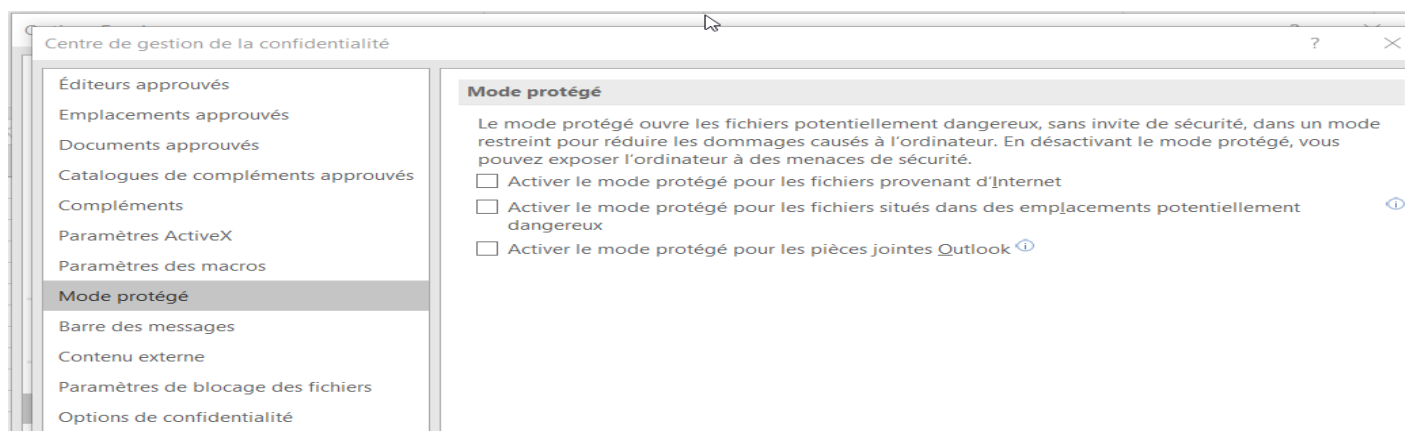 Centre de gestion de la confidentialité
?
Éditeurs approuvés
Emplacements approuvés
Documents approuvés
Catalogues de compléments approuvés
Compléments
Paramètres ActiveX
Paramètres des macros
Mode protégé
Barre des messages
Contenu externe
Paramètres de blocage des fichiers
Options de confidentialité
Mode protégé
Le mode protégé ouvre les fichiers potentiellement dangereux, sans invite de sécurité, dans un mode
restreint pour réduire les dommages causés à l'ordinateur. En désactivant le mode protégé, vous
pouvez exposer l'ordinateur à des menaces de sécurité.
Activer le mode protégé pour les fichiers provenant d'Internet
Activer le mode protégé pour les fichiers situés dans des emplacements potentiellement
dangereux
Activer le mode protégé pour les pièces jointes Outlook